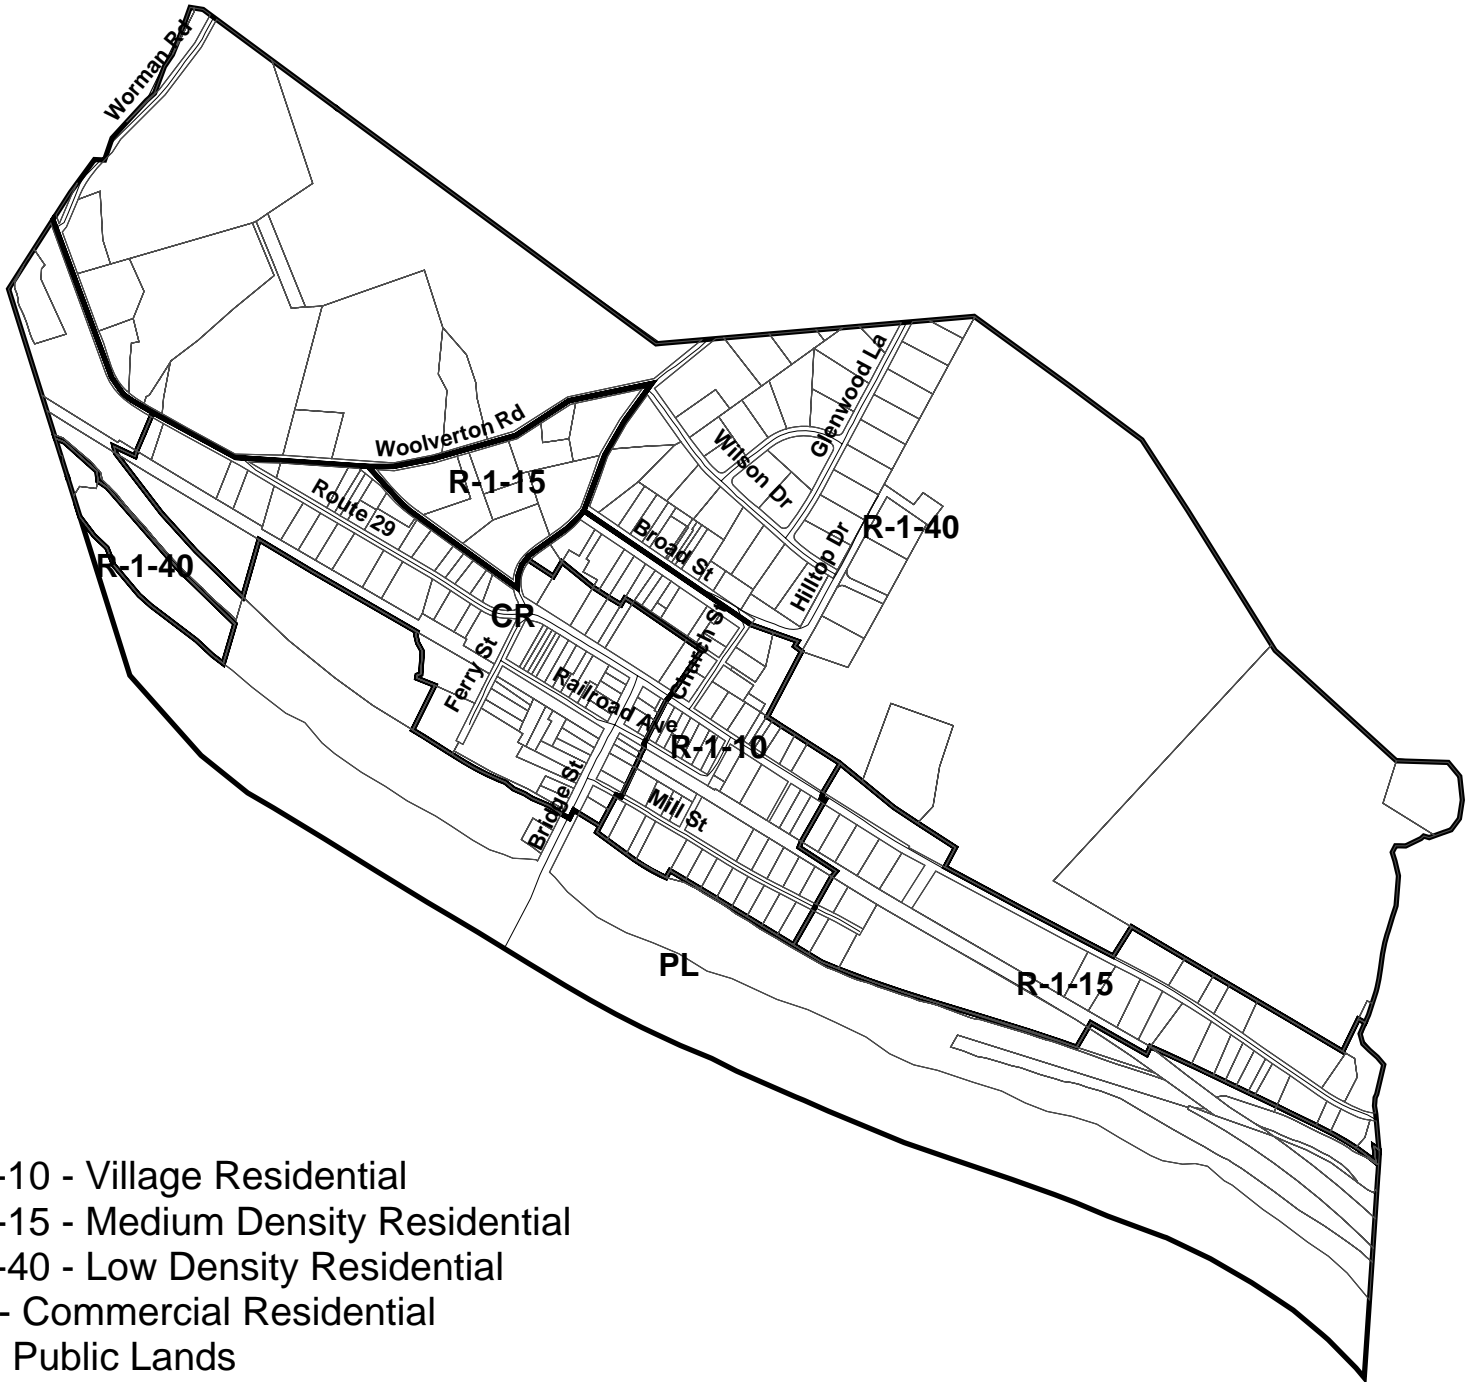 Worman Rd
Woolverton Rd
R-1-15
Route 29
R-1-40
Glenwood La
Wilson Dr
Broad St
Hilltop Dr
R-1-40
CR
Ferry St
Church St
Railroad Ave
R-1-10
Bridge St
Mill St
PL
R-1-15
-10 - Village Residential
-15 - Medium Density Residential
-40 - Low Density Residential
- Commercial Residential
Public Lands